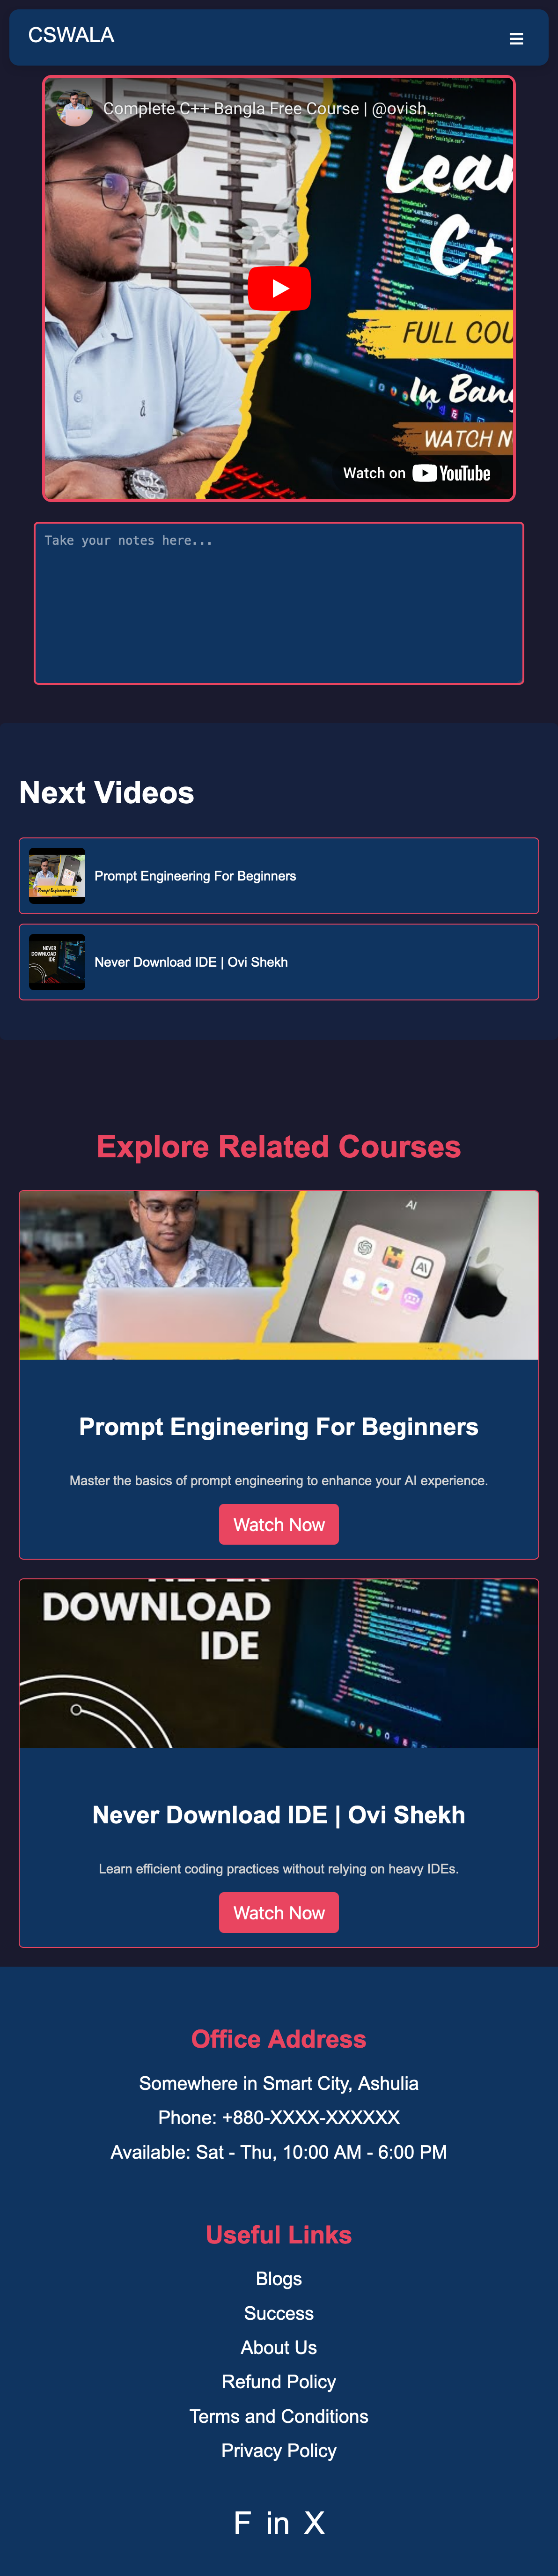 CSWALA
Complete C++ Bangla Free Course | @ovish...
C+
FULL COU
In Bang
WATCH N
Watch on YouTube
Take your notes here...
Next Videos
Prompt Engineering For Beginners
NEVER
DOWNLOAD
IDE
Never Download IDE | Ovi Shekh
Explore Related Courses
AI
Prompt Engineering For Beginners
Master the basics of prompt engineering to enhance your AI experience.
Watch Now
NEVER
DOWNLOAD
IDE
Never Download IDE | Ovi Shekh
Learn efficient coding practices without relying on heavy IDEs.
Watch Now
Office Address
Somewhere in Smart City, Ashulia
Phone: +880-XXXX-XXXXXX
Available: Sat - Thu, 10:00 AM - 6:00 PM
Useful Links
Blogs
Success
About Us
Refund Policy
Terms and Conditions
Privacy Policy
F in X